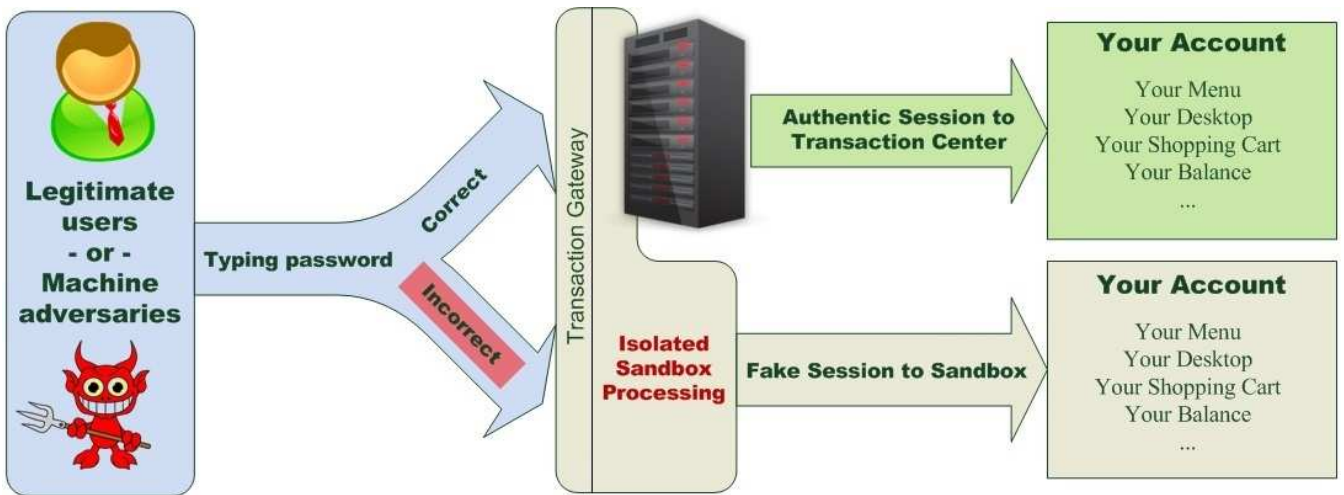 Legitimate
users
- or -
Machine
adversaries
Typing password
Correct
Incorrect
Transaction Gateway
Isolated
Sandbox
Processing
Authentic Session to
Transaction Center
Fake Session to Sandbox
Your Account
Your Menu
Your Desktop
Your Shopping Cart
Your Balance
...
Your Account
Your Menu
Your Desktop
Your Shopping Cart
Your Balance
...